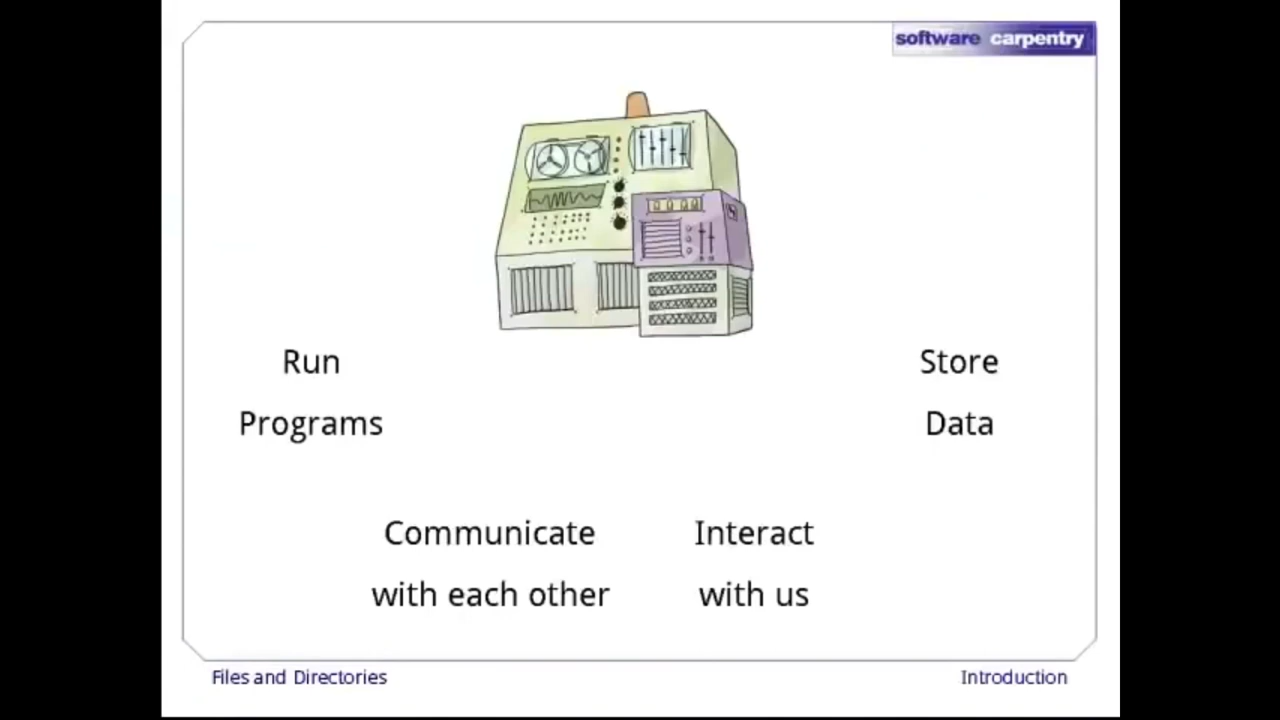 software carpentry
Run
Programs
Store
Data
Communicate
with each other
Interact
with us
Files and Directories
Introduction